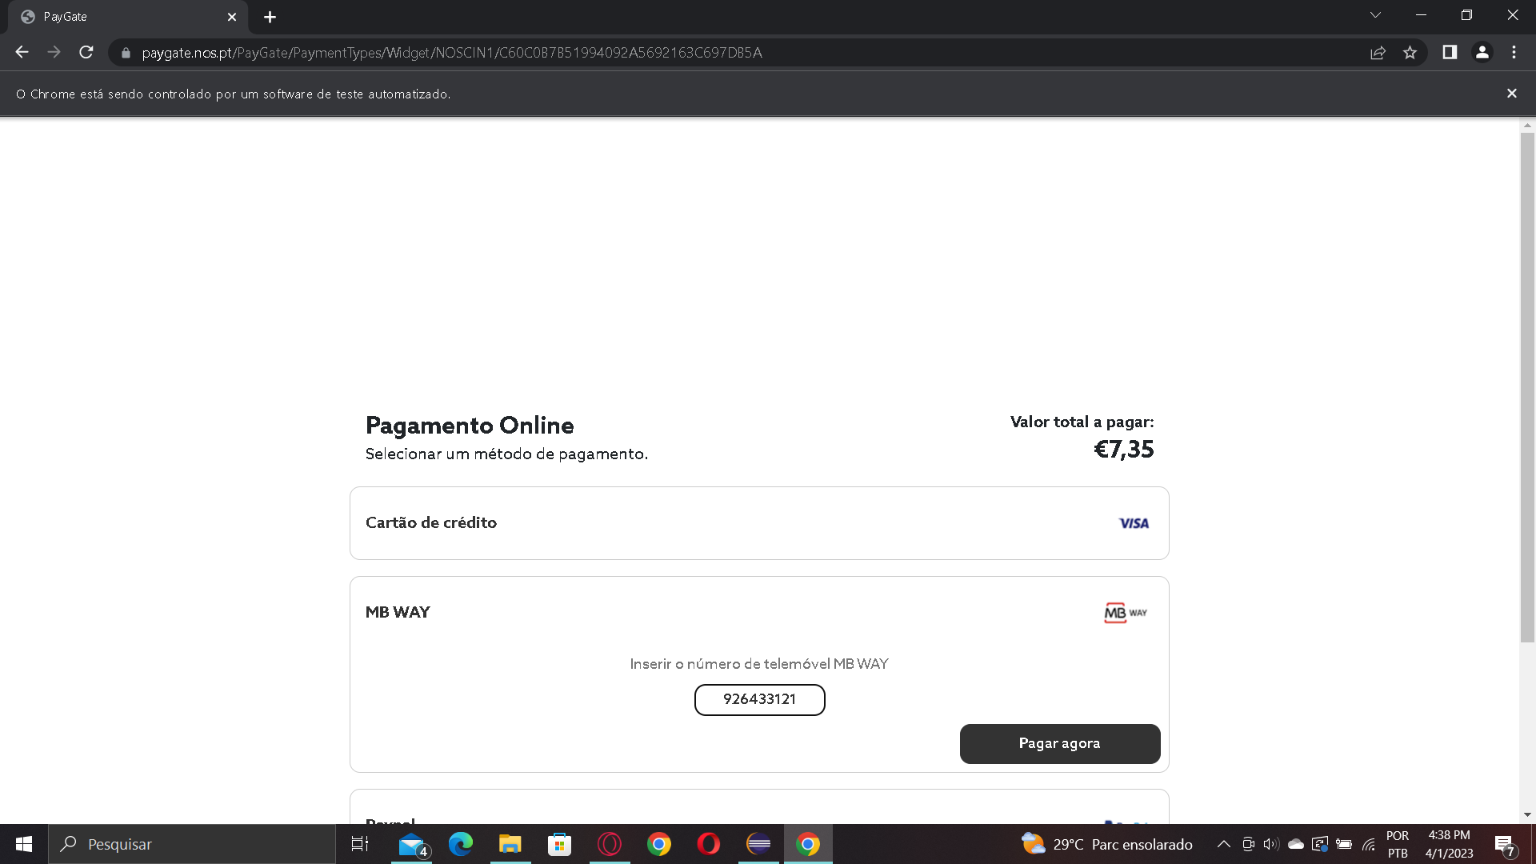 PayGate
paygate.nos.pt/PayGate/PaymentTypes/Widget/NOSCIN1/C60C0B7B51994092A5692163C697DB5A
O Chrome está sendo controlado por um software de teste automatizado.
Pagamento Online
Valor total a pagar:
Selecionar um método de pagamento.
€7,35
Cartão de crédito
VISA
MB WAY
MB WAY
Inserir o número de telemóvel MB WAY
926433121
Pagar agora
Paypal
Pesquisar
4
29°C Parc ensolarado
POR
PTB
4:38 PM
4/1/2023
7